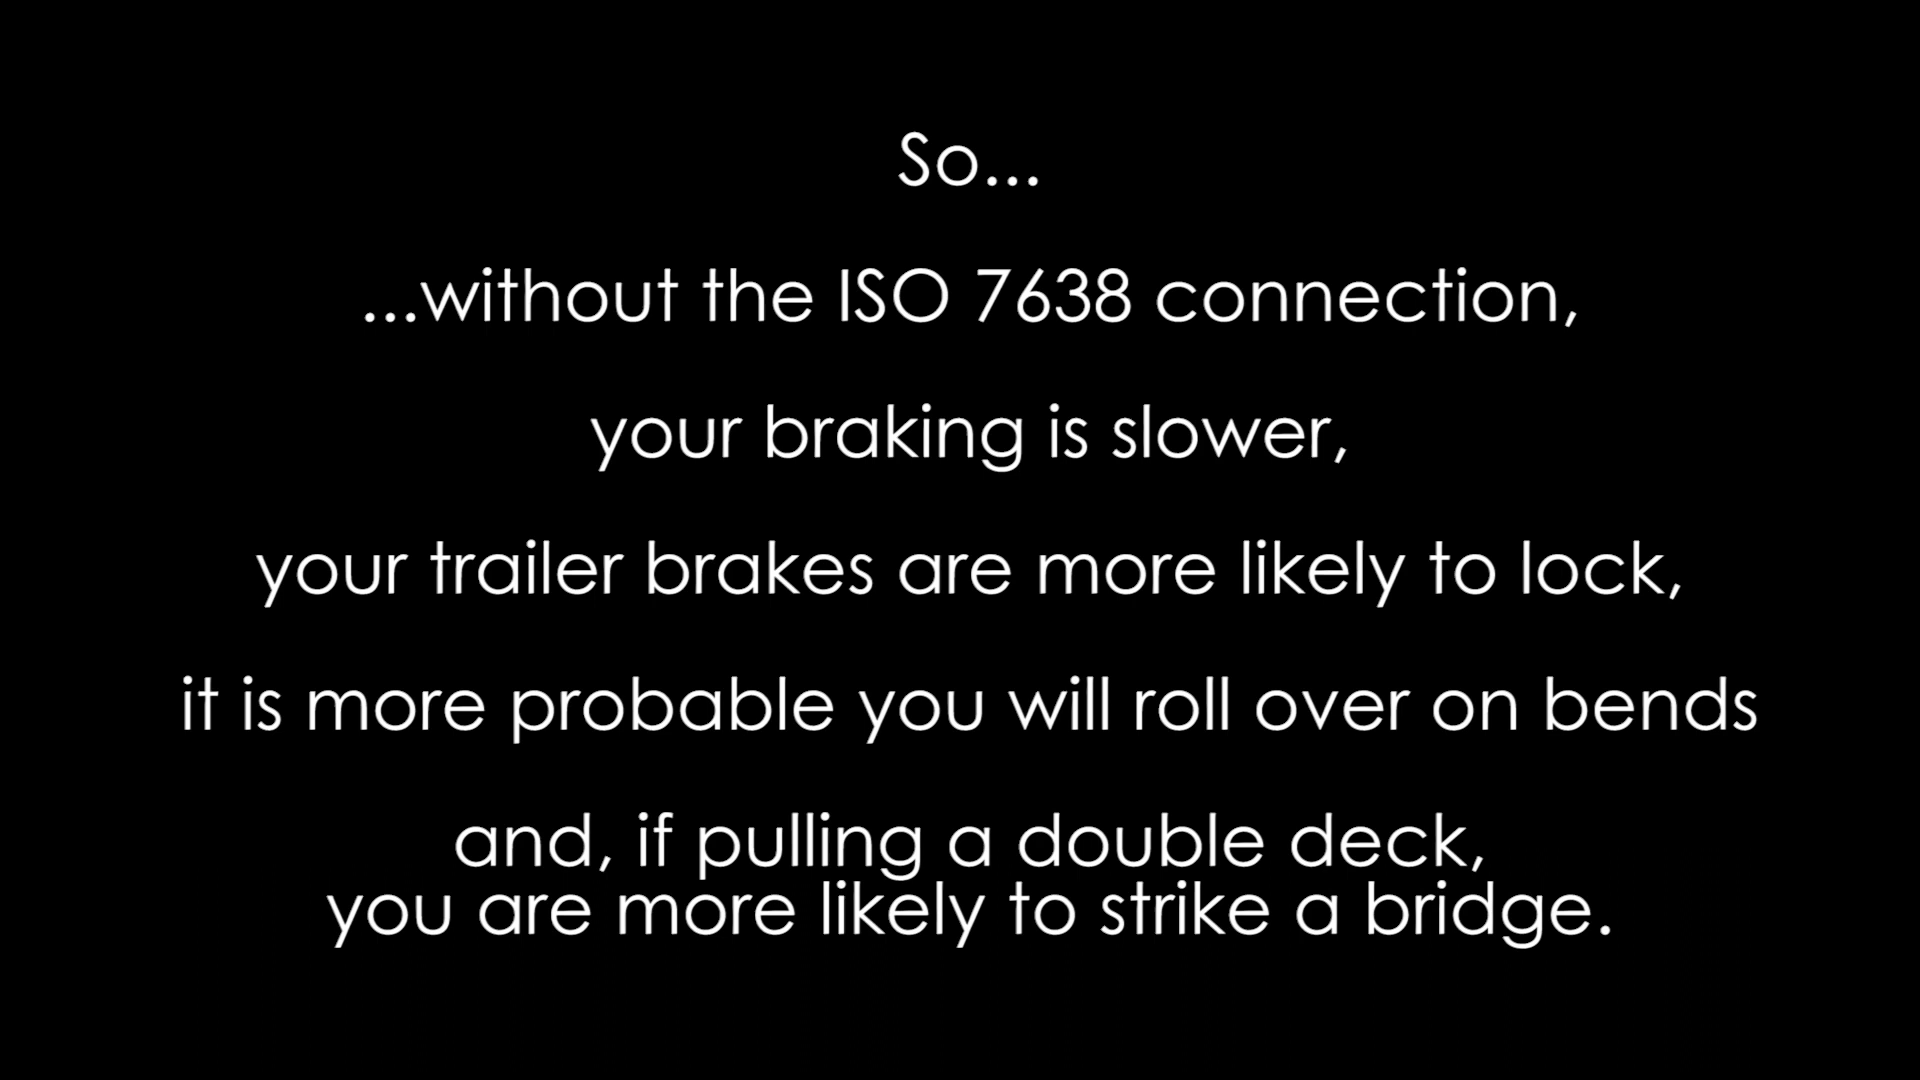 So...
...without the ISO 7638 connection,
your braking is slower,
your trailer brakes are more likely to lock,
it is more probable you will roll over on bends
and, if pulling a double deck,
you are more likely to strike a bridge.